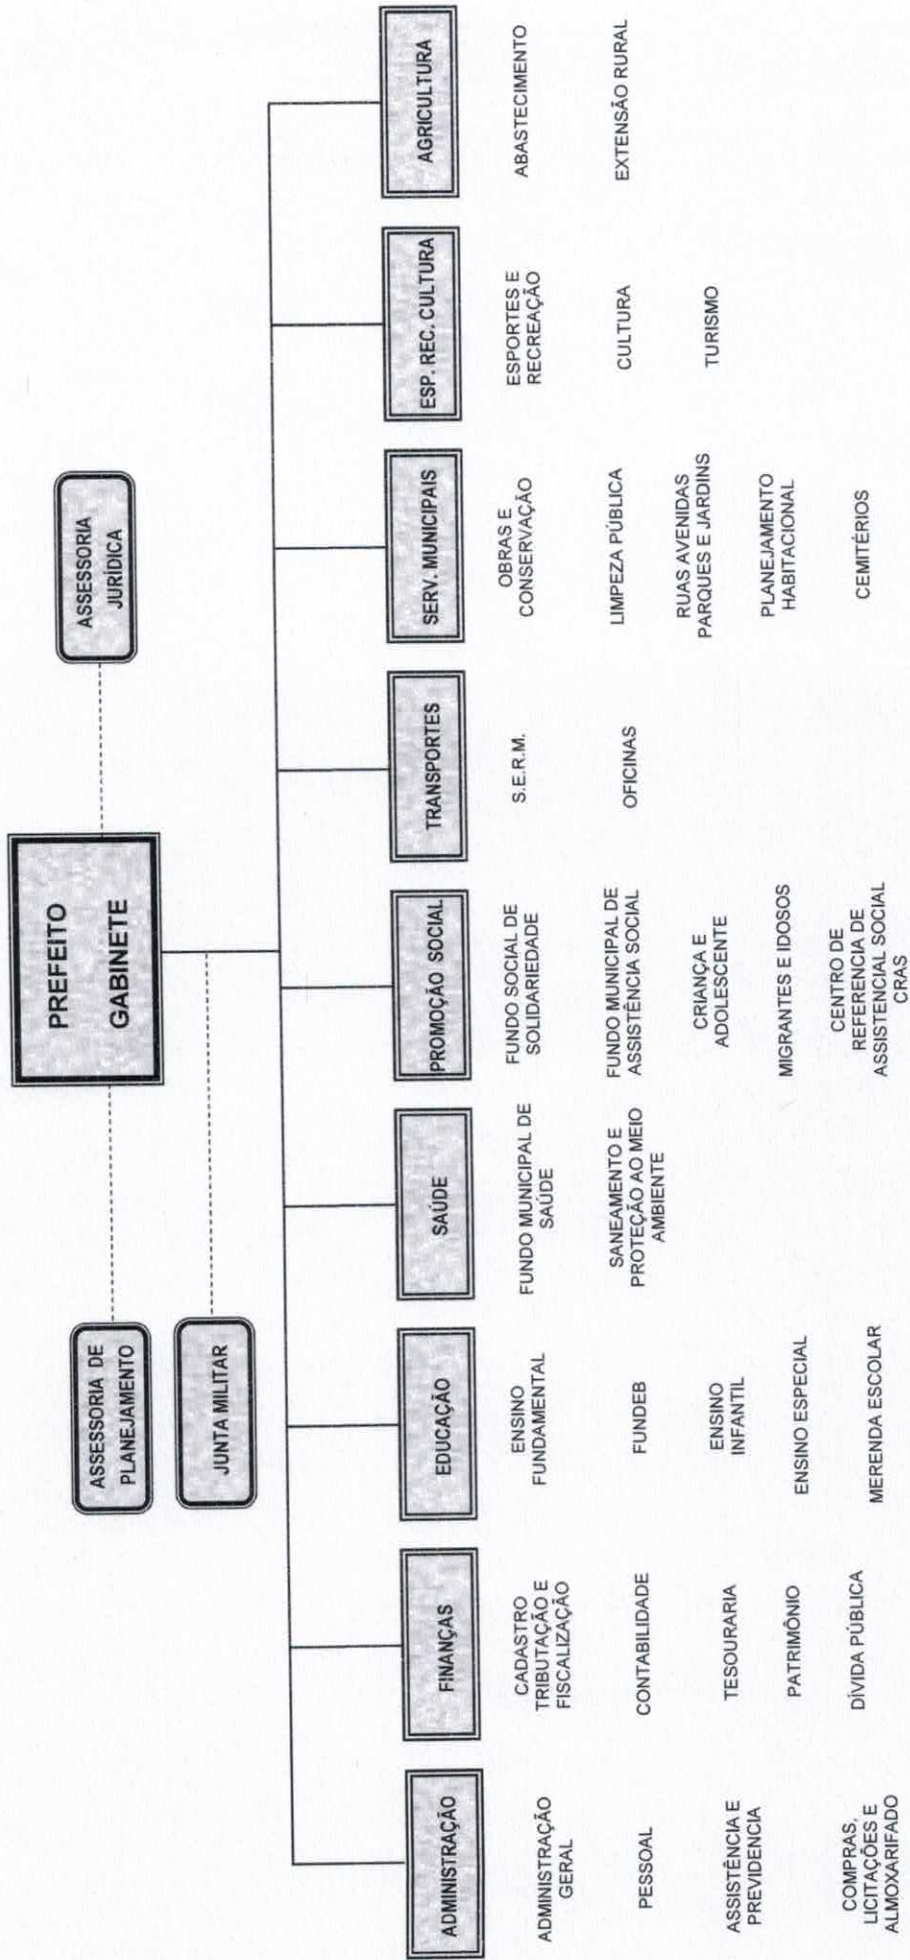 PREFEITO
GABINETE
ASSESSORIA DE
PLANEJAMENTO
ASSESSORIA
JURÍDICA
JUNTA MILITAR
ADMINISTRAÇÃO
ADMINISTRAÇÃO
GERAL
PESSOAL
ASSISTÊNCIA E
PREVIDENCIA
COMPRAS,
LICITAÇÕES E
ALMOXARIFADO
FINANÇAS
CADASTRO
TRIBUTAÇÃO E
FISCALIZAÇÃO
CONTABILIDADE
TESOURARIA
PATRIMÔNIO
DÍVIDA PÚBLICA
EDUCAÇÃO
ENSINO
FUNDAMENTAL
FUNDEB
ENSINO
INFANTIL
ENSINO ESPECIAL
MERENDA ESCOLAR
SAÚDE
FUNDO MUNICIPAL DE
SAÚDE
SANEAMENTO E
PROTEÇÃO AO MEIO
AMBIENTE
PROMOÇÃO SOCIAL
FUNDO SOCIAL DE
SOLIDARIEDADE
FUNDO MUNICIPAL DE
ASSISTÊNCIA SOCIAL
CRIANÇA E
ADOLESCENTE
MIGRANTES E IDOSOS
CENTRO DE
REFERENCIA DE
ASSISTENCIAL SOCIAL
CRAS
TRANSPORTES
S.E.R.M.
OFICINAS
SERV. MUNICIPAIS
OBRAS E
CONSERVAÇÃO
LIMPEZA PÚBLICA
RUAS AVENIDAS
PARQUES E JARDINS
PLANEJAMENTO
HABITACIONAL
CEMITÉRIOS
ESP. REC. CULTURA
ESPORTES E
RECREAÇÃO
CULTURA
TURISMO
AGRICULTURA
ABASTECIMENTO
EXTENSÃO RURAL